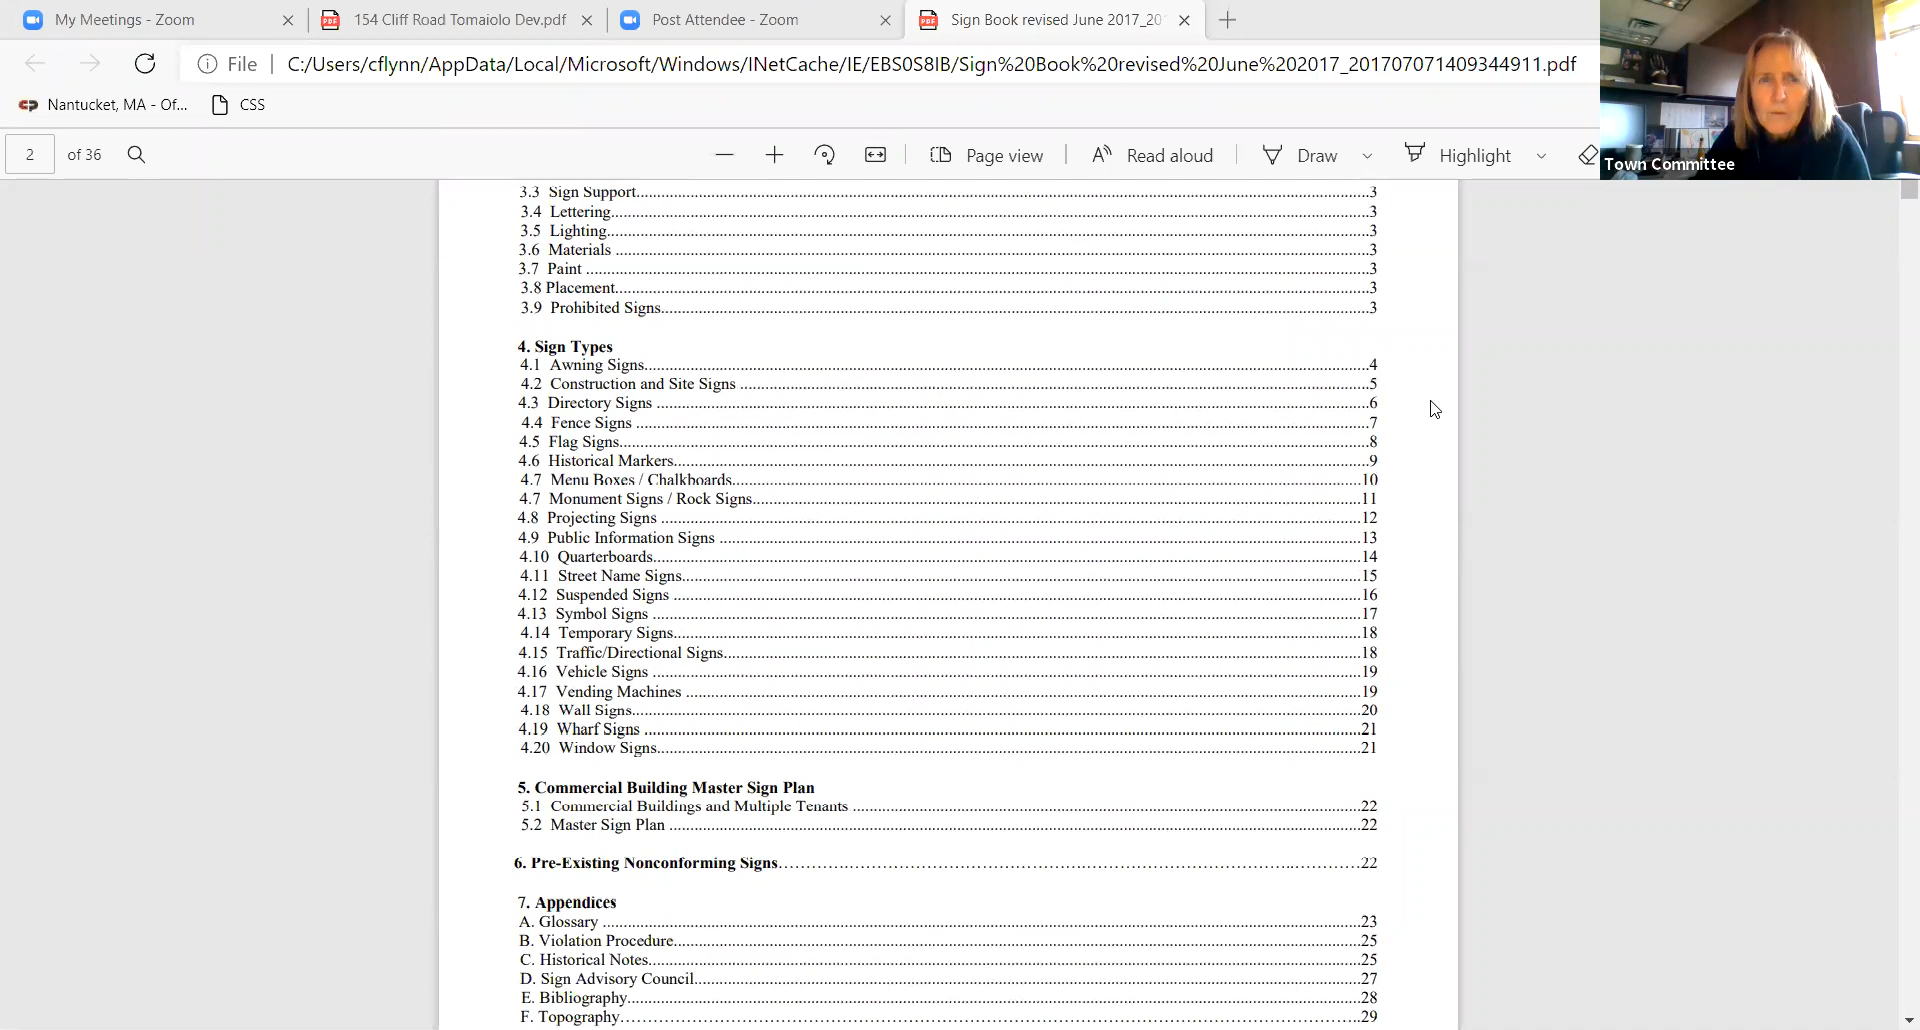 My Meetings - Zoom
154 Cliff Road Tomaiolo Dev.pdf
Post Attendee - Zoom
Sign Book revised June 2017_20
File
C:/Users/cflynn/AppData/Local/Microsoft/Windows/INetCache/IE/EBS0S8IB/Sign%20Book%20revised%20June%202017_201707071409344911.pdf
Nantucket, MA - Of...
CSS
2 of 36
Page view
Read aloud
Draw
Highlight
Town Committee
3.3 Sign Support........3
3.4 Lettering........3
3.5 Lighting........3
3.6 Materials ........3
3.7 Paint ........3
3.8 Placement........3
3.9 Prohibited Signs........3
4. Sign Types
4.1 Awning Signs........4
4.2 Construction and Site Signs ........5
4.3 Directory Signs ........6
4.4 Fence Signs ........7
4.5 Flag Signs........8
4.6 Historical Markers........9
4.7 Menu Boxes / Chalkboards........10
4.7 Monument Signs / Rock Signs........11
4.8 Projecting Signs ........12
4.9 Public Information Signs ........13
4.10 Quarterboards........14
4.11 Street Name Signs........15
4.12 Suspended Signs ........16
4.13 Symbol Signs ........17
4.14 Temporary Signs........18
4.15 Traffic/Directional Signs........18
4.16 Vehicle Signs ........19
4.17 Vending Machines ........19
4.18 Wall Signs........20
4.19 Wharf Signs ........21
4.20 Window Signs........21
5. Commercial Building Master Sign Plan
5.1 Commercial Buildings and Multiple Tenants ........22
5.2 Master Sign Plan ........22
6. Pre-Existing Nonconforming Signs........22
7. Appendices
A. Glossary ........23
B. Violation Procedure........25
C. Historical Notes........25
D. Sign Advisory Council........27
E. Bibliography........28
F. Topography........29